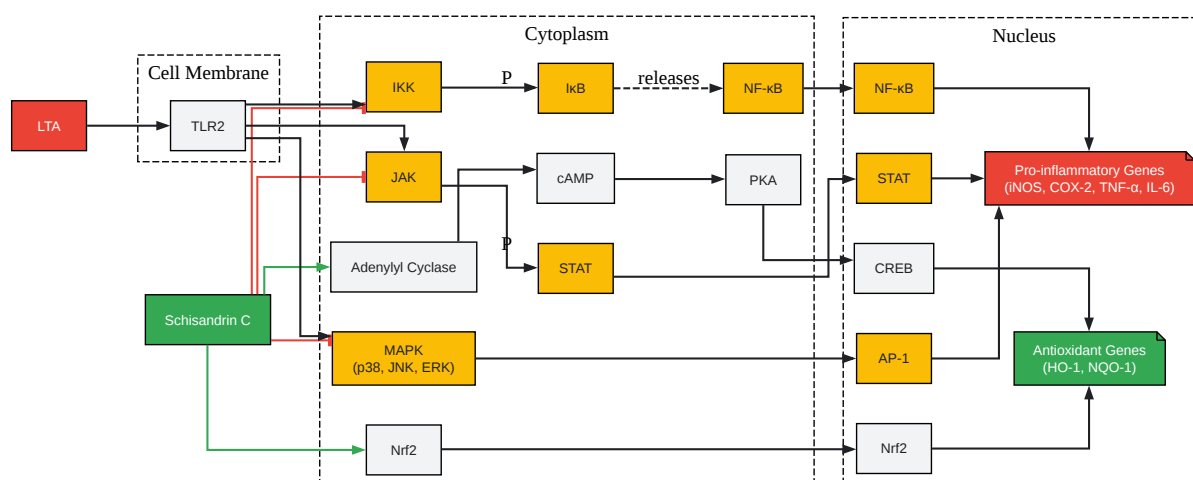 Cytoplasm
Nucleus
Cell Membrane
LTA
TLR2
IKK
P
IκB
releases
NF-κB
NF-κB
JAK
cAMP
PKA
STAT
Pro-inflammatory Genes
(iNOS, COX-2, TNF-α, IL-6)
Adenylyl Cyclase
P
STAT
CREB
Schisandrin C
MAPK
(p38, JNK, ERK)
AP-1
Antioxidant Genes
(HO-1, NQO-1)
Nrf2
Nrf2